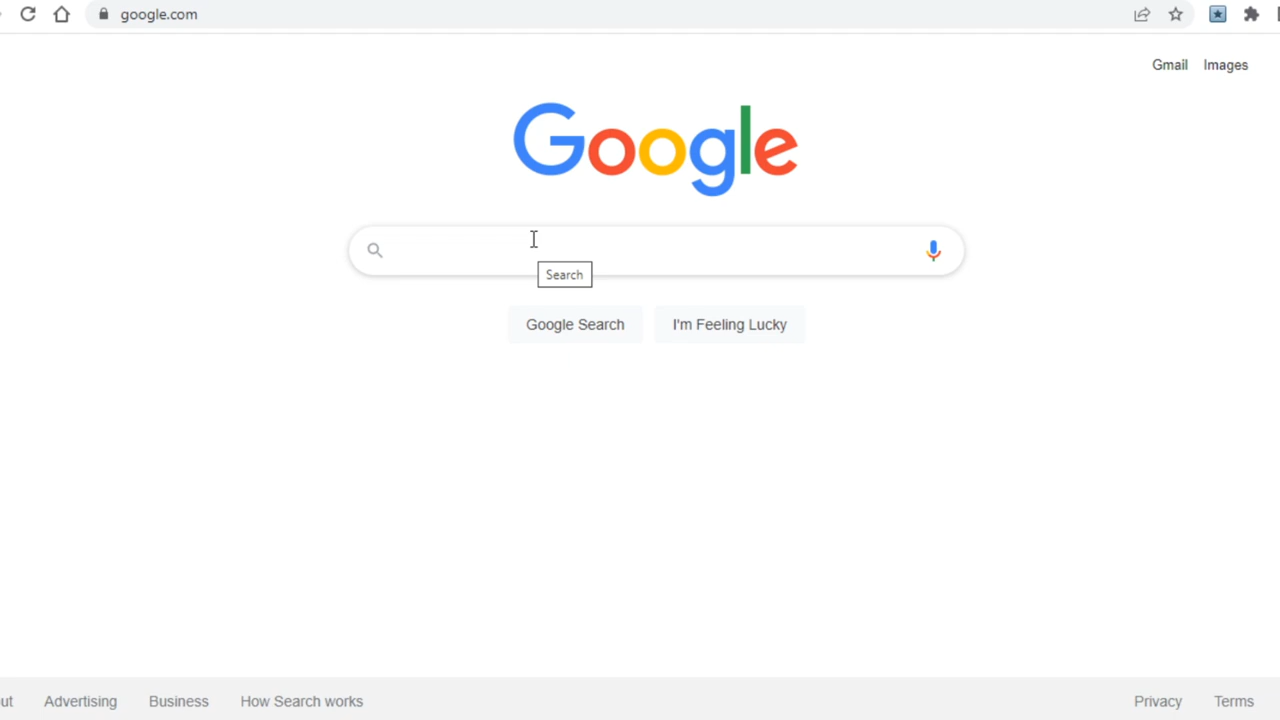 google.com
Gmail Images
Google
Search
Google Search I'm Feeling Lucky
ut Advertising Business How Search works Privacy Terms